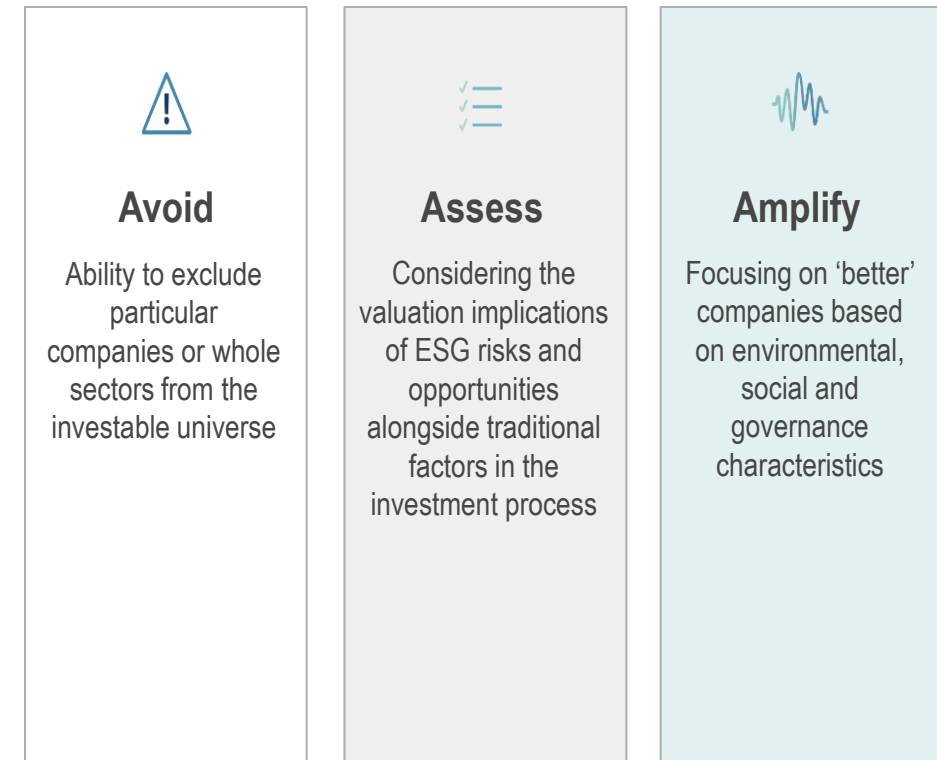 Avoid
Ability to exclude
particular
companies or whole
sectors from the
investable universe
Assess
Considering the
valuation implications
of ESG risks and
opportunities
alongside traditional
factors in the
investment process
Amplify
Focusing on ‘better’
companies based
on environmental,
social and
governance
characteristics